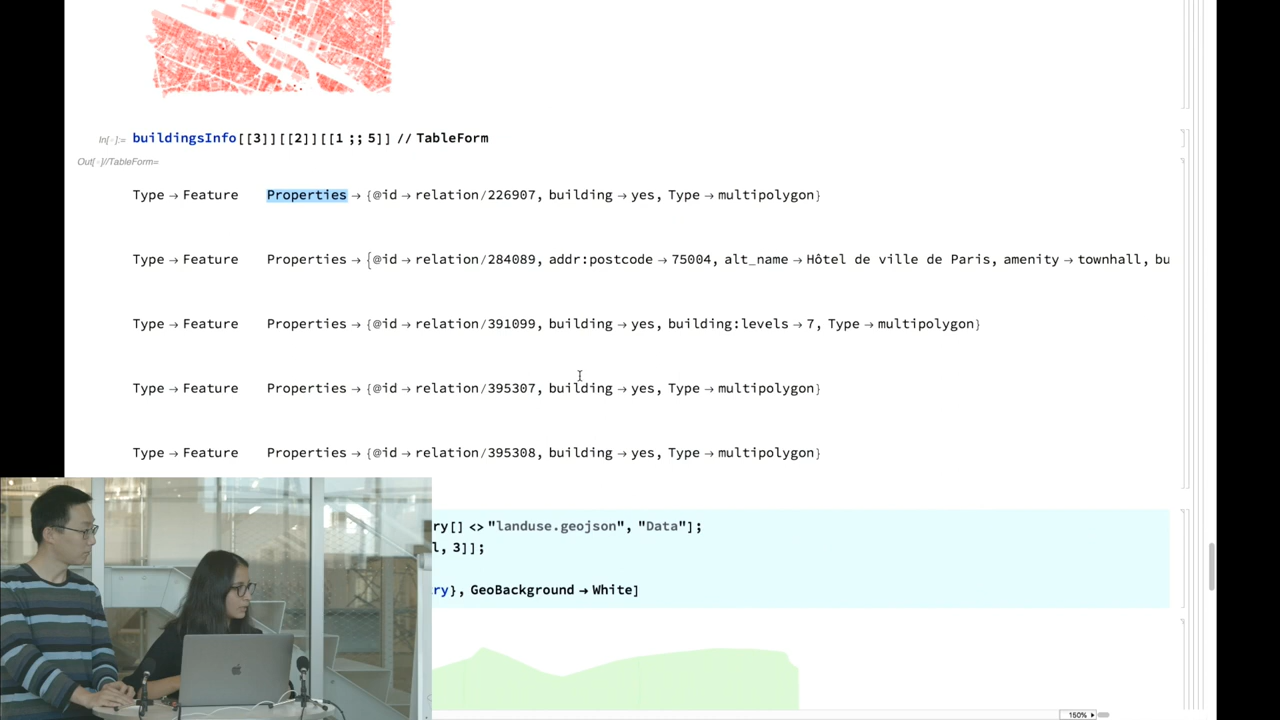 In[·]:= buildingsInfo[[3]][[2]][[1 ;; 5]] // TableForm
Out[·]//TableForm=
Type → Feature Properties → {@id → relation/226907, building → yes, Type → multipolygon}
Type → Feature Properties → {@id → relation/284089, addr:postcode → 75004, alt_name → Hôtel de ville de Paris, amenity → townhall, bu
Type → Feature Properties → {@id → relation/391099, building → yes, building:levels → 7, Type → multipolygon}
Type → Feature Properties → {@id → relation/395307, building → yes, Type → multipolygon}
Type → Feature Properties → {@id → relation/395308, building → yes, Type → multipolygon}
ry[] <> "landuse.geojson", "Data"];
l, 3]];
ry}, GeoBackground → White]
150%